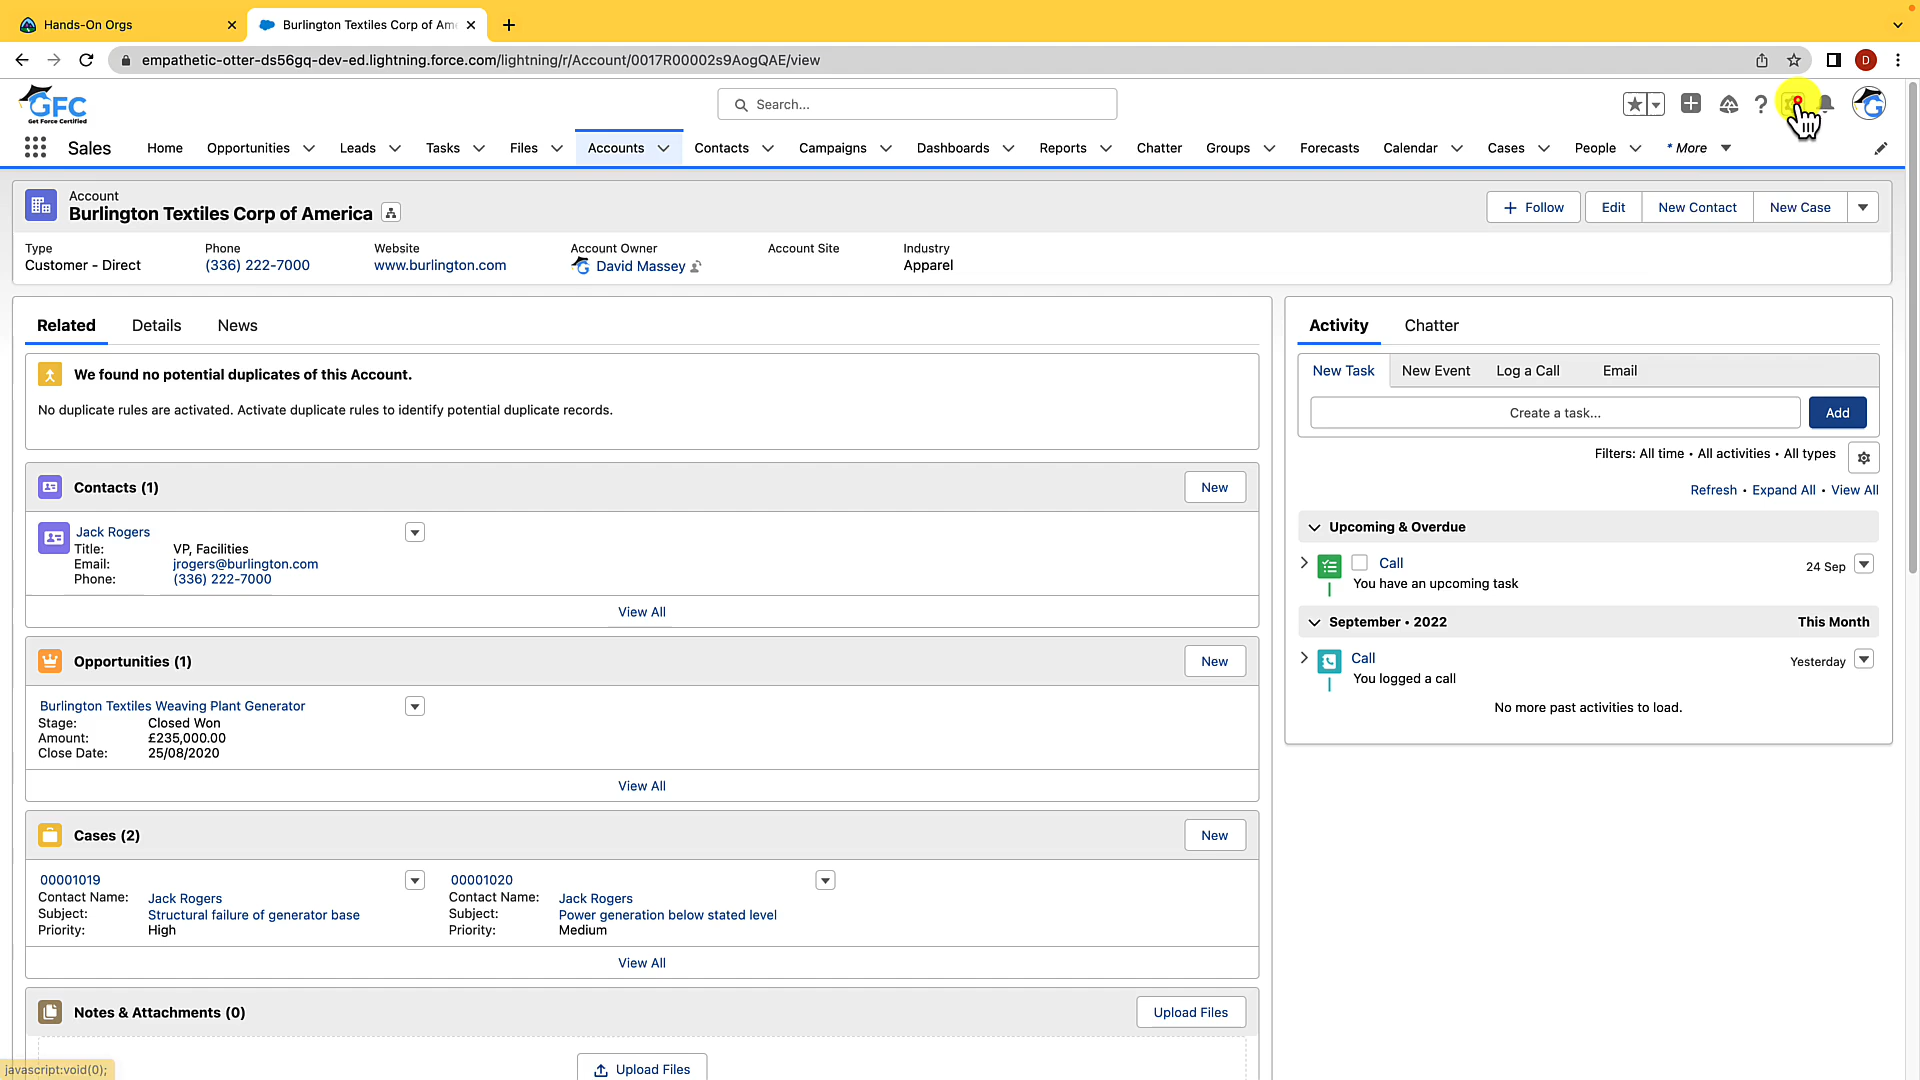 Hands-On Orgs
Burlington Textiles Corp of Ame
empathetic-otter-ds56gq-dev-ed.lightning.force.com/lightning/r/Account/0017R00002s9AogQAE/view
D
GFC
Get Force Certified
Search...
Sales
Home
Opportunities
Leads
Tasks
Files
Accounts
Contacts
Campaigns
Dashboards
Reports
Chatter
Groups
Forecasts
Calendar
Cases
People
* More
Account
Burlington Textiles Corp of America
+ Follow
Edit
New Contact
New Case
Type
Customer - Direct
Phone
(336) 222-7000
Website
www.burlington.com
Account Owner
David Massey
Account Site
Industry
Apparel
Related
Details
News
We found no potential duplicates of this Account.
No duplicate rules are activated. Activate duplicate rules to identify potential duplicate records.
Contacts (1)
New
Jack Rogers
Title: VP, Facilities
Email: jrogers@burlington.com
Phone: (336) 222-7000
View All
Opportunities (1)
New
Burlington Textiles Weaving Plant Generator
Stage: Closed Won
Amount: £235,000.00
Close Date: 25/08/2020
View All
Cases (2)
New
00001019
Contact Name: Jack Rogers
Subject: Structural failure of generator base
Priority: High
00001020
Contact Name: Jack Rogers
Subject: Power generation below stated level
Priority: Medium
View All
Notes & Attachments (0)
Upload Files
Upload Files
Activity
Chatter
New Task
New Event
Log a Call
Email
Create a task...
Add
Filters: All time • All activities • All types
Refresh • Expand All • View All
Upcoming & Overdue
Call
24 Sep
You have an upcoming task
September • 2022
This Month
Call
Yesterday
You logged a call
No more past activities to load.
javascript:void(0);